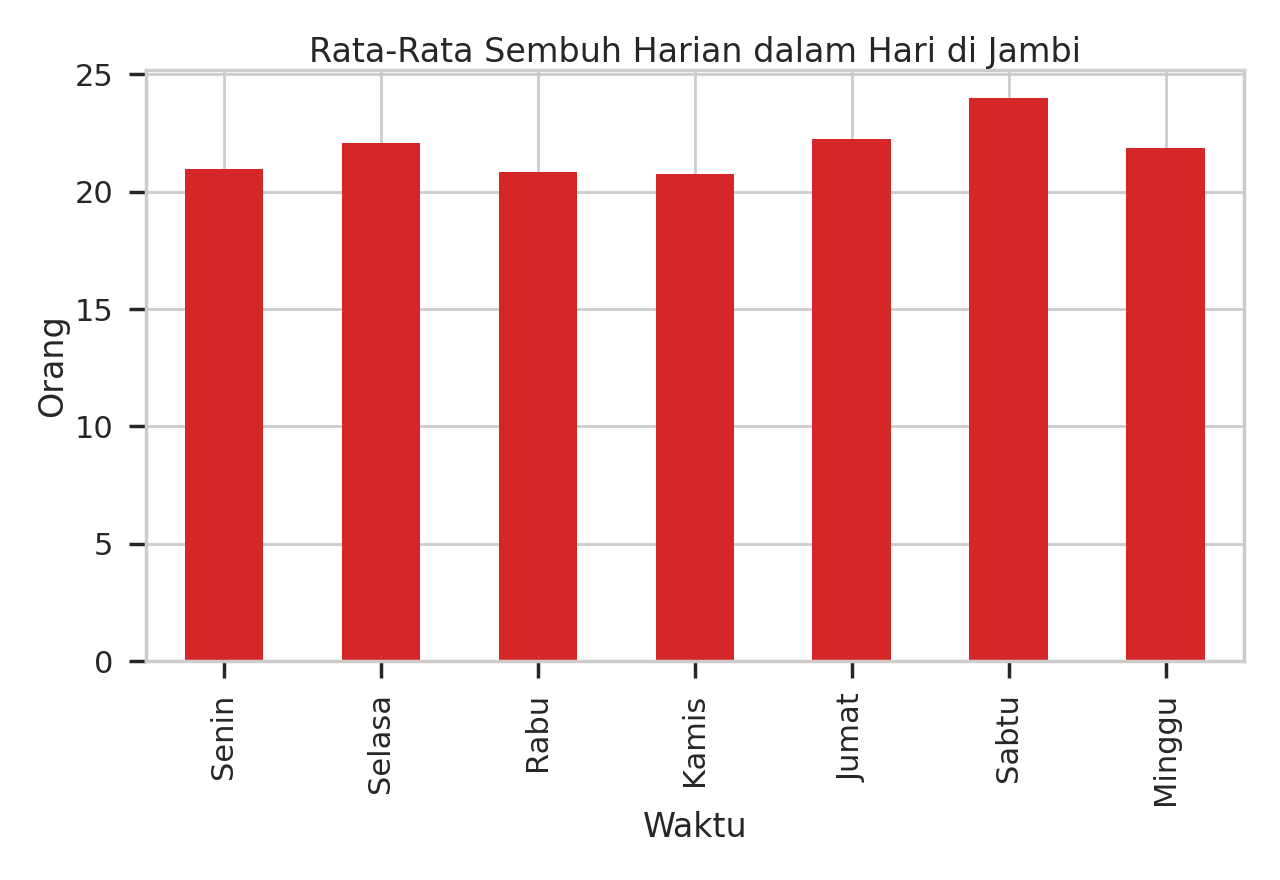 Rata-Rata Sembuh Harian dalam Hari di Jambi
25
20
15
10
5
0
Orang
Senin
Selasa
Rabu
Kamis
Jumat
Sabtu
Minggu
Waktu